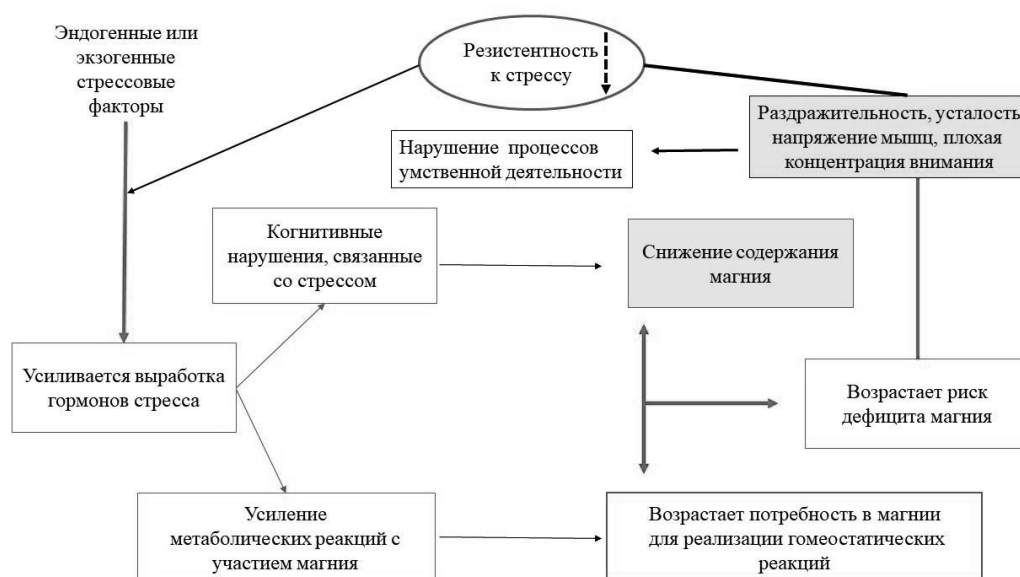 Эндогенные или
экзогенные
стрессовые
факторы
Резистентность
к стрессу
Раздражительность, усталость,
напряжение мышц, плохая
концентрация внимания
Нарушение процессов
умственной деятельности
Когнитивные
нарушения, связанные
со стрессом
Снижение содержания
магния
Усиливается выработка
гормонов стресса
Возрастает риск
дефицита магния
Усиление
метаболических реакций с
участием магния
Возрастает потребность в магнии
для реализации гомеостатических
реакций